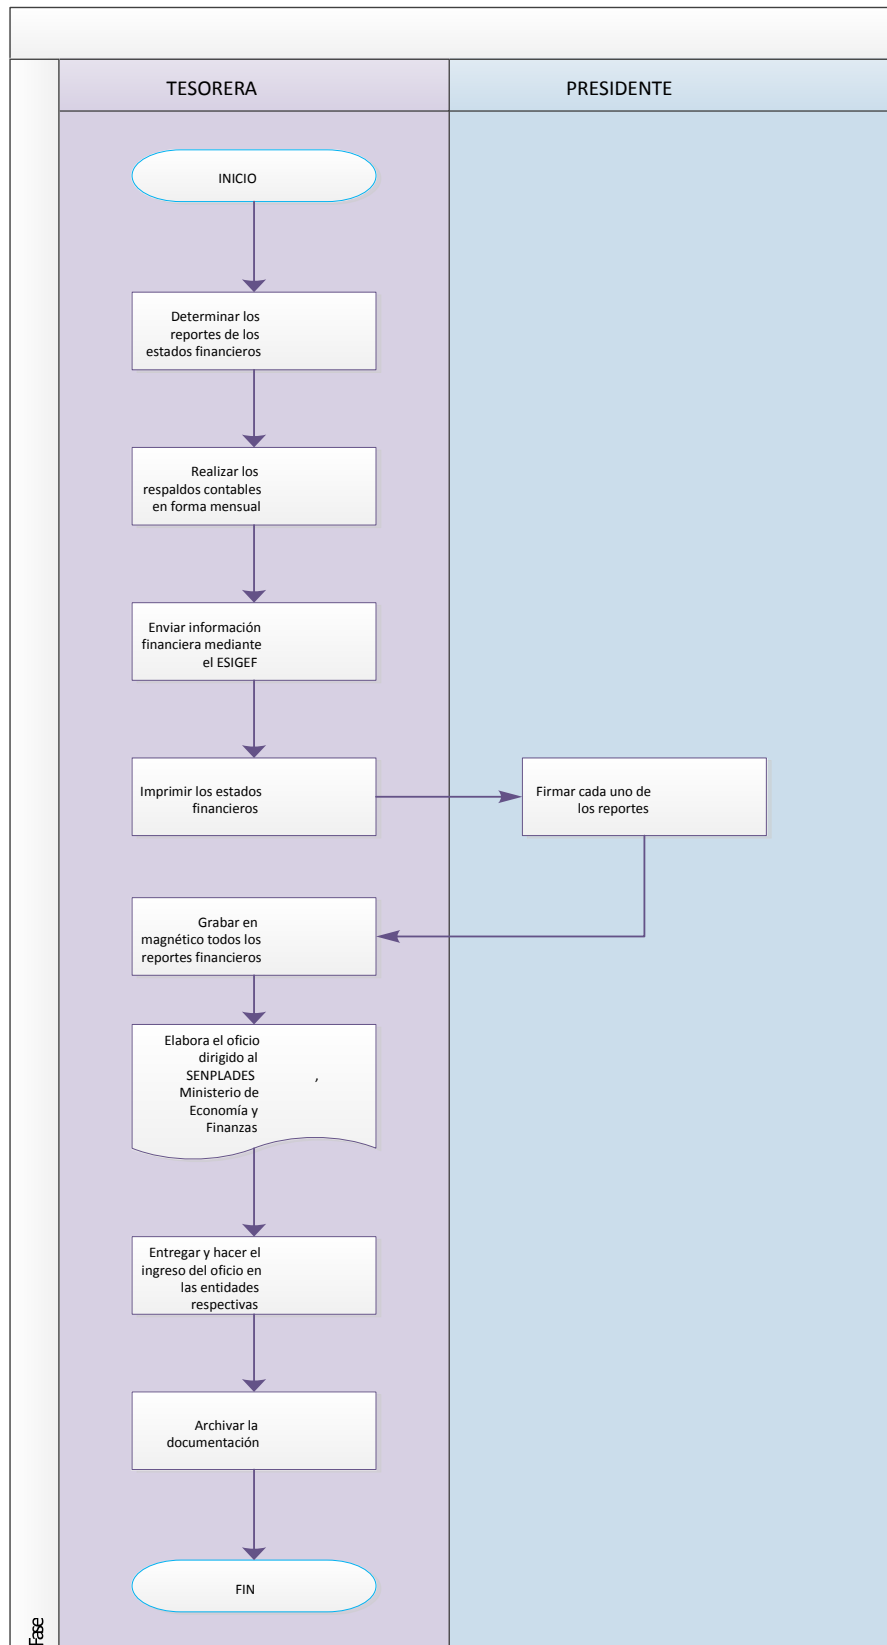 TESORERA
PRESIDENTE
INICIO
Determinar los
reportes de los
estados financieros
Realizar los
respaldos contables
en forma mensual
Enviar información
financiera mediante
el ESIGEF
Imprimir los estados
financieros
Firmar cada uno de
los reportes
Grabar en
magnético todos los
reportes financieros
Elabora el oficio
dirigido al
SENPLADES ,
Ministerio de
Economía y
Finanzas
Entregar y hacer el
ingreso del oficio en
las entidades
respectivas
Archivar la
documentación
FIN
Fase